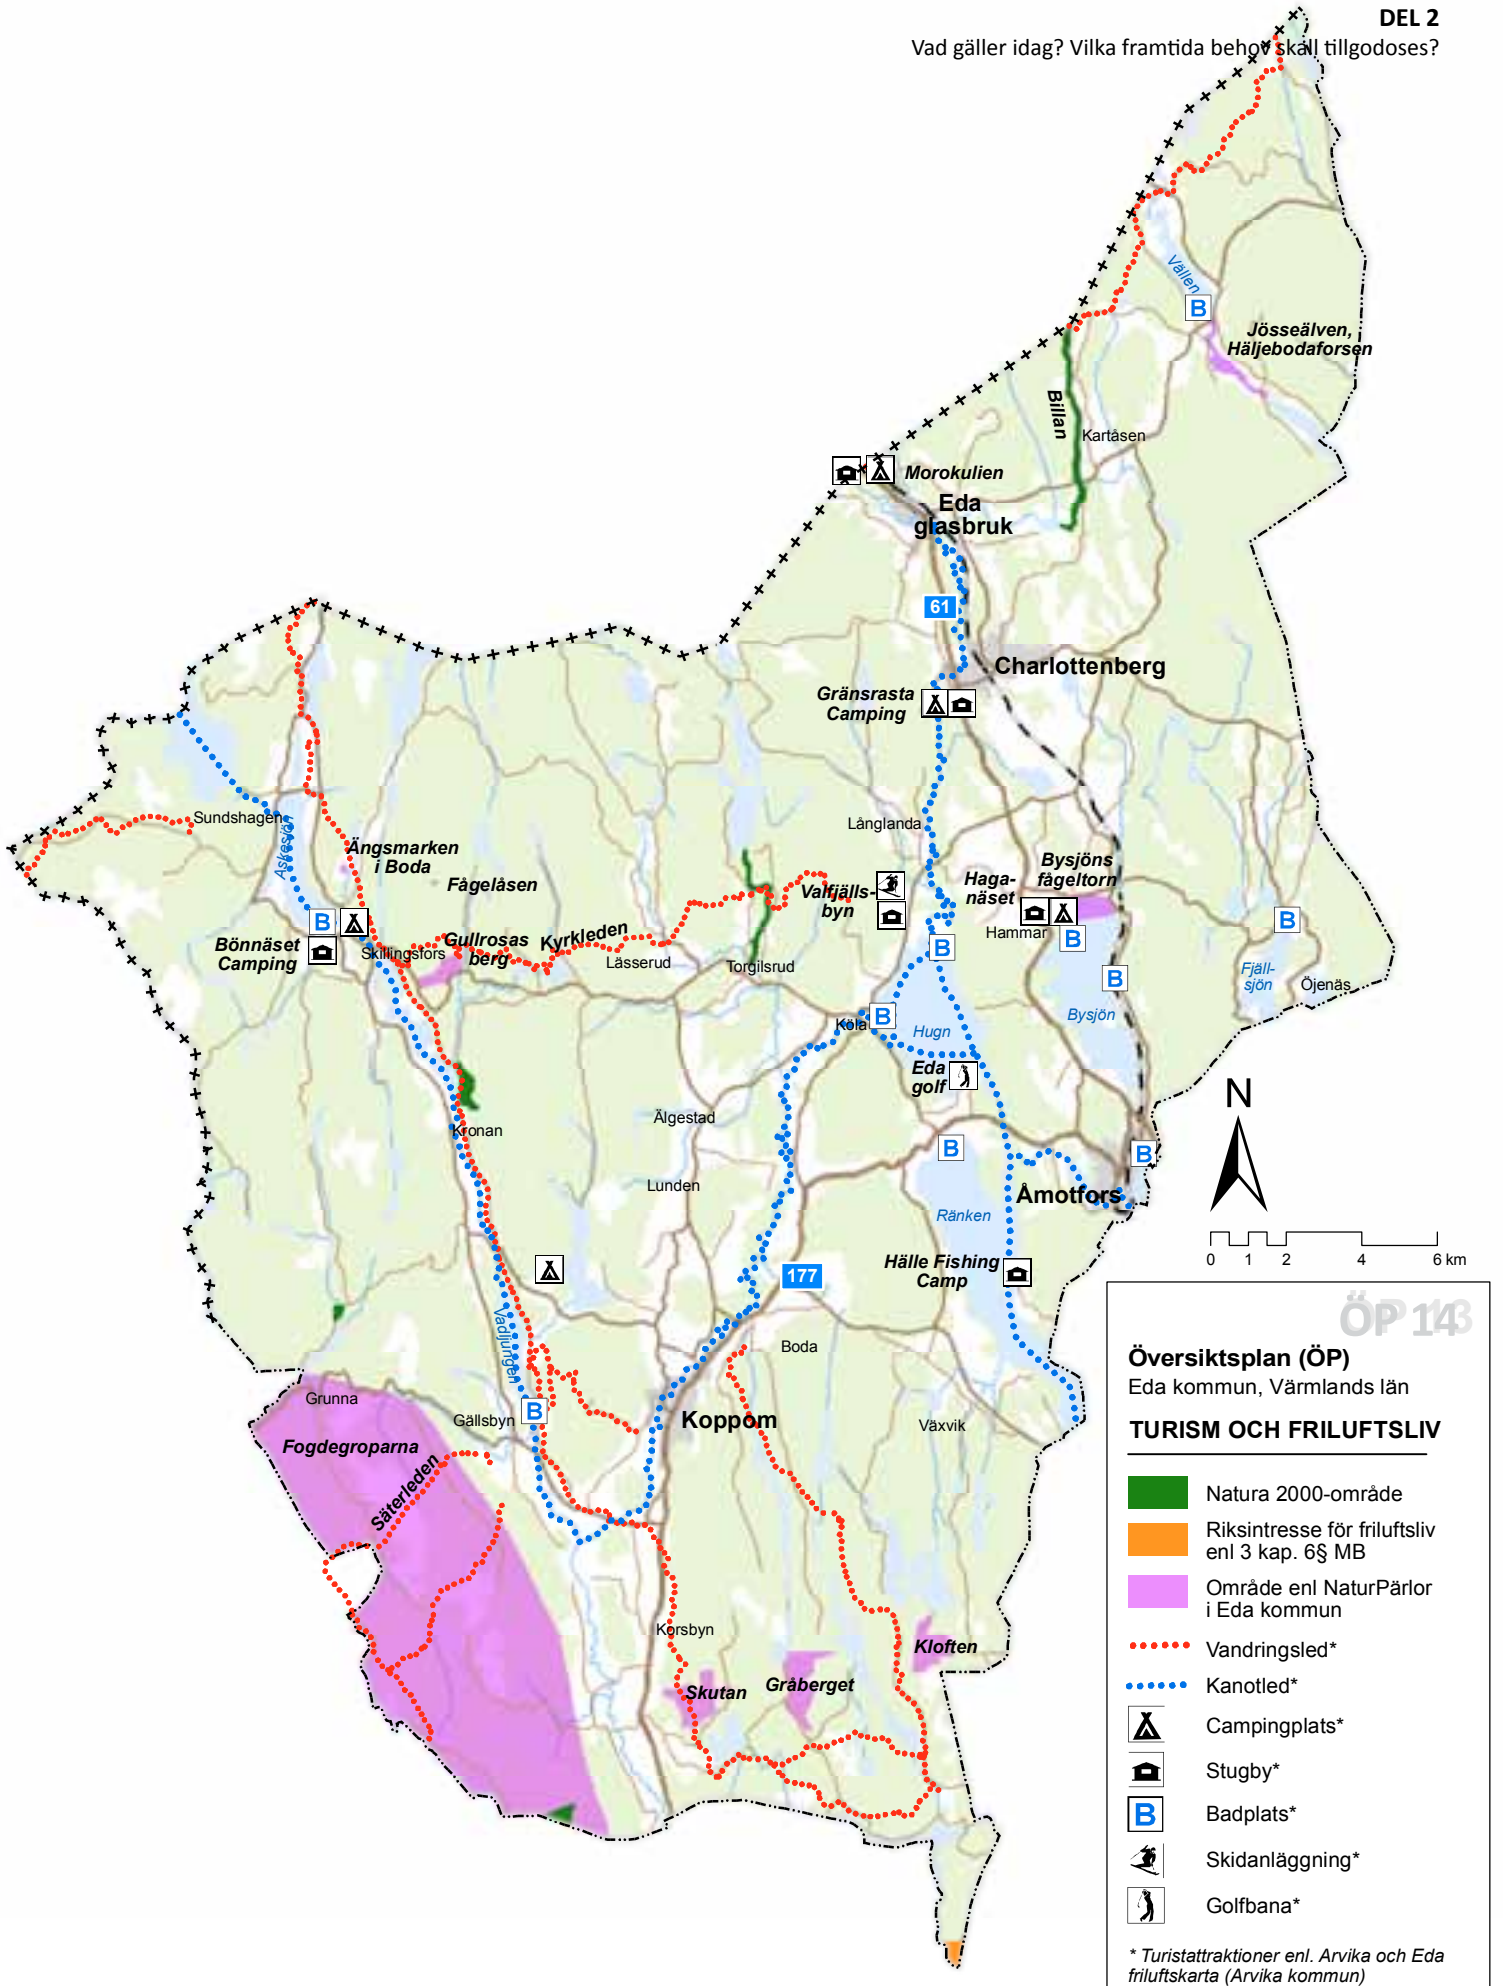 DEL 2
Vad gäller idag? Vilka framtida behov skall tillgodoses?
Vällen
B
Jösseälven,
Häljebodaforsen
Billan
Kartåsen
Morokulien
Eda
glasbruk
61
Charlottenberg
Gränsrasta
Camping
Sundshagen
Askesjön
Långlanda
Ängsmarken
i Boda
Fågelåsen
Bysjöns
fågeltorn
Haga-
näset
Valfjälls-
byn
B
B
Hammar
B
Bönnäset
Camping
Skillingsfors
Gullrosas
berg
Kyrkleden
Lässerud
Torgilsrud
B
B
Fjäll-
sjön
Öjenäs
Bysjön
Köla
B
Hugn
Eda
golf
Kronan
Älgestad
B
B
N
Lunden
Åmotfors
Ränken
0 1 2 4 6 km
Hälle Fishing
Camp
177
Vadljungen
Boda
Grunna
Gällsbyn
B
Koppom
Växvik
Fogdegroparna
Säterleden
Korsbyn
Kloften
Skutan
Gråberget
ÖP 14
Översiktsplan (ÖP)
Eda kommun, Värmlands län
TURISM OCH FRILUFTSLIV
Natura 2000-område
Riksintresse för friluftsliv
enl 3 kap. 6§ MB
Område enl NaturPärlor
i Eda kommun
Vandringsled*
Kanotled*
Campingplats*
Stugby*
B Badplats*
Skidanläggning*
Golfbana*
* Turistattraktioner enl. Arvika och Eda
friluftskarta (Arvika kommun)